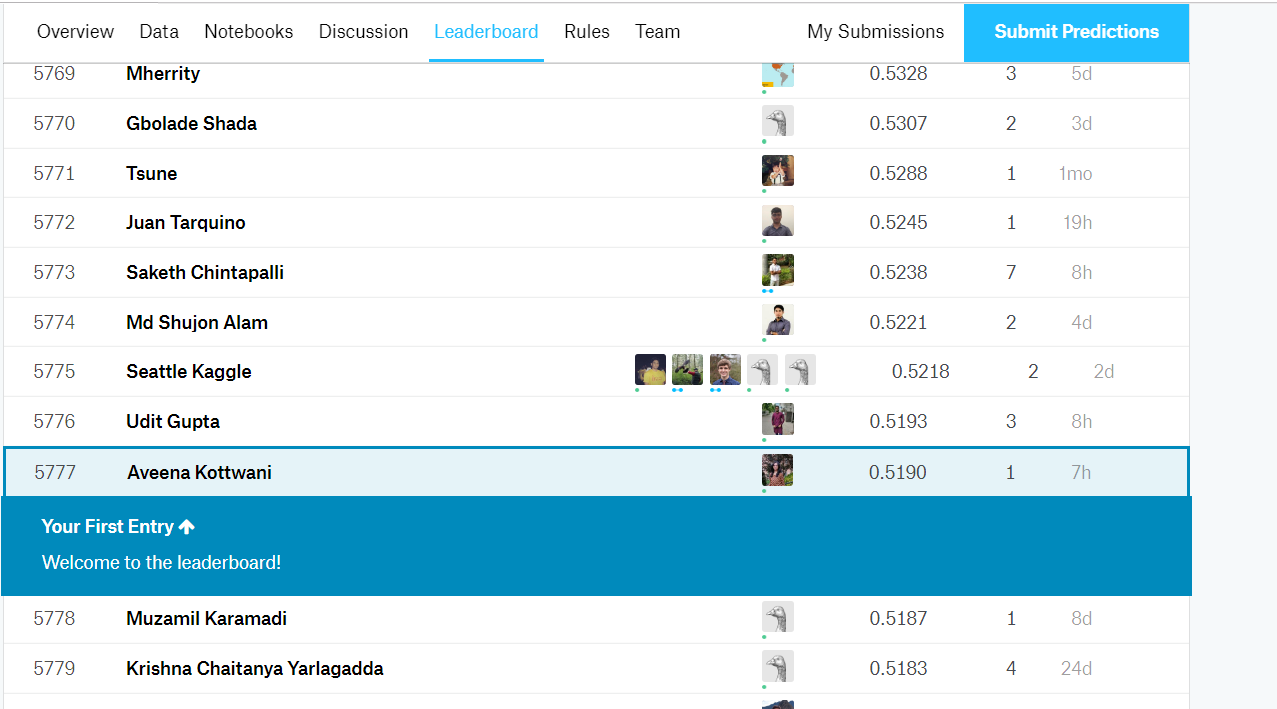 Overview Data Notebooks Discussion Leaderboard Rules Team My Submissions Submit Predictions
5769 Mherrity 0.5328 3 5d
5770 Gbolade Shada 0.5307 2 3d
5771 Tsune 0.5288 1 1mo
5772 Juan Tarquino 0.5245 1 19h
5773 Saketh Chintapalli 0.5238 7 8h
5774 Md Shujon Alam 0.5221 2 4d
5775 Seattle Kaggle 0.5218 2 2d
5776 Udit Gupta 0.5193 3 8h
5777 Aveena Kottwani 0.5190 1 7h
Your First Entry
Welcome to the leaderboard!
5778 Muzamil Karamadi 0.5187 1 8d
5779 Krishna Chaitanya Yarlagadda 0.5183 4 24d